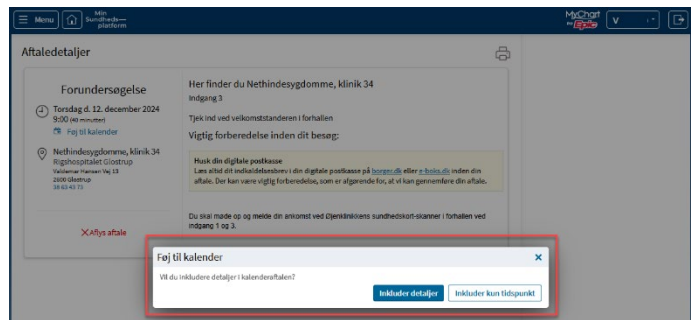 Menu
Min
Sundheds—
platform
MyChart
by Epic
V
Aftaledetaljer
Forundersøgelse
Torsdag d. 12. december 2024
9:00 (40 minutter)
Føj til kalender
Nethindesygdomme, klinik 34
Rigshospitalet Glostrup
Valdemar Hansen Vej 13
2600 Glostrup
38 63 43 73
Aflys aftale
Her finder du Nethindesygdomme, klinik 34
Indgang 3
Tjek ind ved velkomststanderen i forhallen
Vigtig forberedelse inden dit besøg:
Husk din digitale postkasse
Læs altid dit indkaldelsesbrev i din digitale postkasse på borger.dk eller e-boks.dk inden din
aftale. Der kan være vigtig forberedelse, som er afgørende for, at vi kan gennemføre din aftale.
Du skal møde op og melde din ankomst ved Øjenklinikkens sundhedskort-skanner i forhallen ved
indgang 1 og 3.
Føj til kalender
Vil du inkludere detaljer i kalenderaftalen?
Inkluder detaljer
Inkluder kun tidspunkt